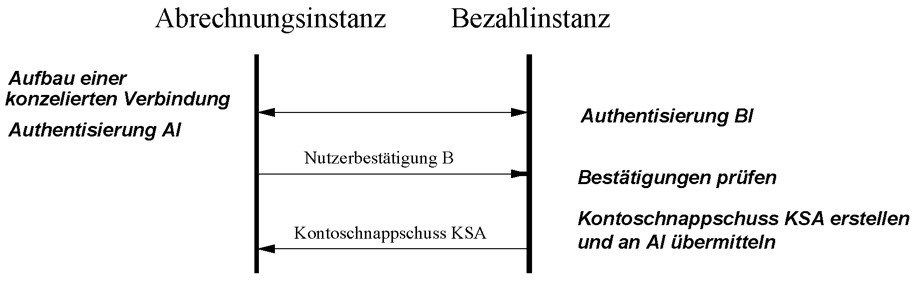 Abrechnungsinstanz
Bezahlinstanz
Aufbau einer
konzelierten Verbindung
Authentisierung AI
Authentisierung BI
Nutzerbestätigung B
Bestätigungen prüfen
Kontoschnappschuss KSA
Kontoschnappschuss KSA erstellen
und an AI übermitteln